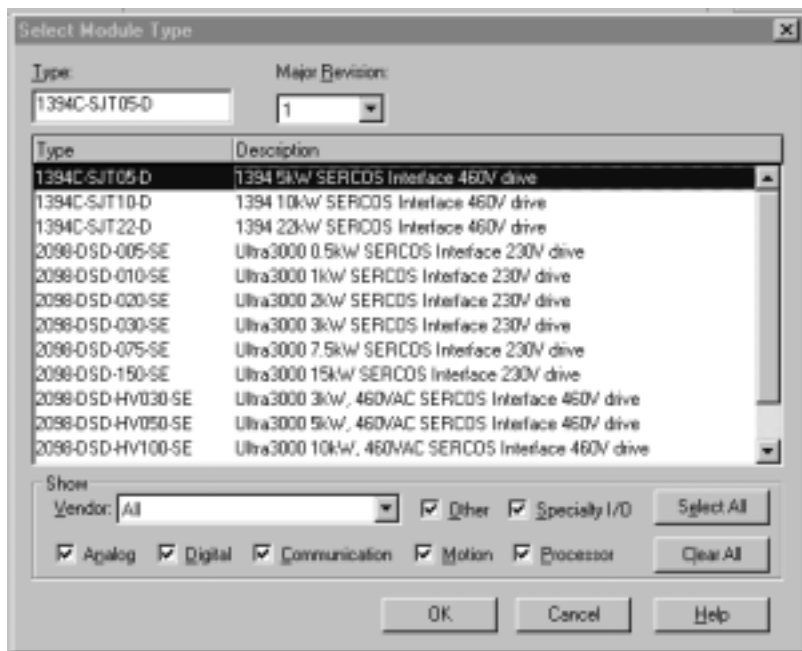 Select Module Type
Type: Major Revision:
1394C-SJT05-D 1
Type Description
1394C-SJT05-D 1394 5kW SERCOS Interface 460V drive
1394C-SJT10-D 1394 10kW SERCOS Interface 460V drive
1394C-SJT22-D 1394 22kW SERCOS Interface 460V drive
2098-DSD-005-SE Ultra3000 0.5kW SERCOS Interface 230V drive
2098-DSD-010-SE Ultra3000 1kW SERCOS Interface 230V drive
2098-DSD-020-SE Ultra3000 2kW SERCOS Interface 230V drive
2098-DSD-030-SE Ultra3000 3kW SERCOS Interface 230V drive
2098-DSD-075-SE Ultra3000 7.5kW SERCOS Interface 230V drive
2098-DSD-150-SE Ultra3000 15kW SERCOS Interface 230V drive
2098-DSD-HV030-SE Ultra3000 3kW, 460VAC SERCOS Interface 460V drive
2098-DSD-HV050-SE Ultra3000 5kW, 460VAC SERCOS Interface 460V drive
2098-DSD-HV100-SE Ultra3000 10kW, 460VAC SERCOS Interface 460V drive
Show
Vendor: All Other Specialty I/O Select All
Analog Digital Communication Motion Processor Clear All
OK Cancel Help